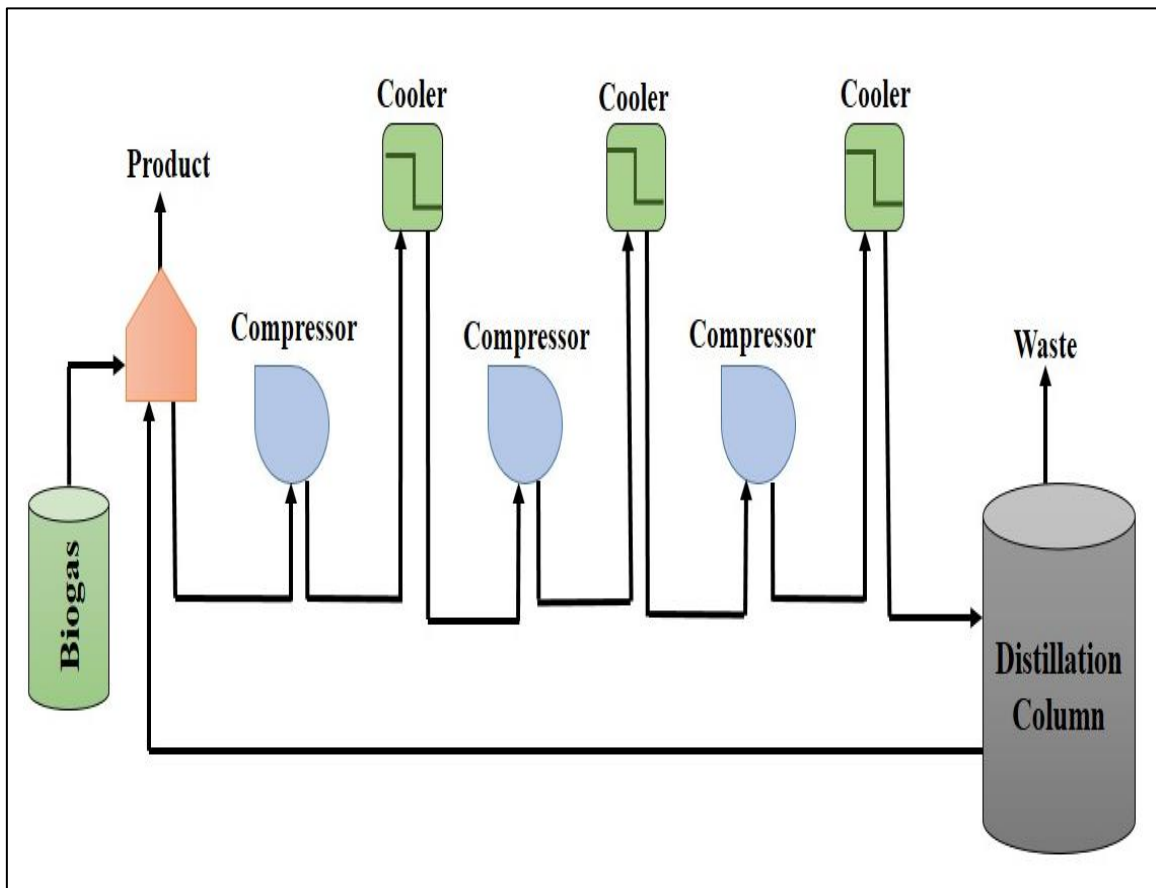 Cooler
Cooler
Cooler
Product
Compressor
Compressor
Compressor
Waste
Biogas
Distillation
Column